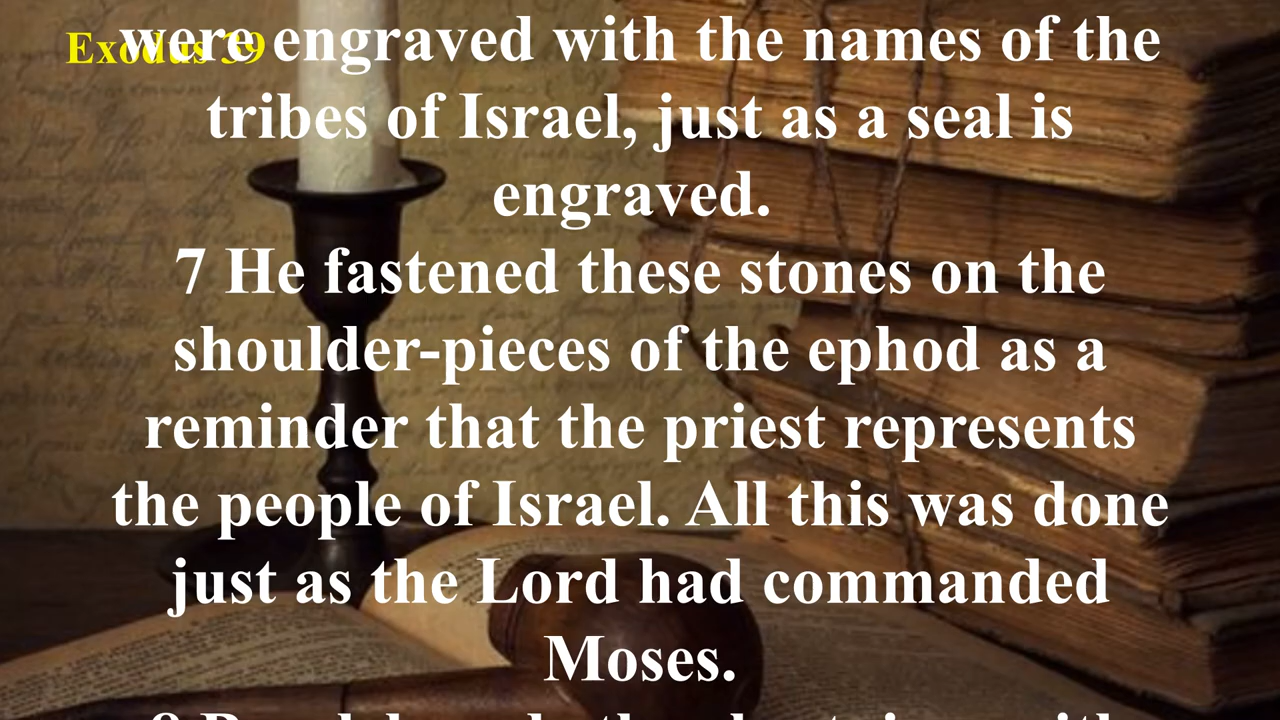 Exodus 39
were engraved with the names of the
tribes of Israel, just as a seal is
engraved.
7 He fastened these stones on the
shoulder-pieces of the ephod as a
reminder that the priest represents
the people of Israel. All this was done
just as the Lord had commanded
Moses.